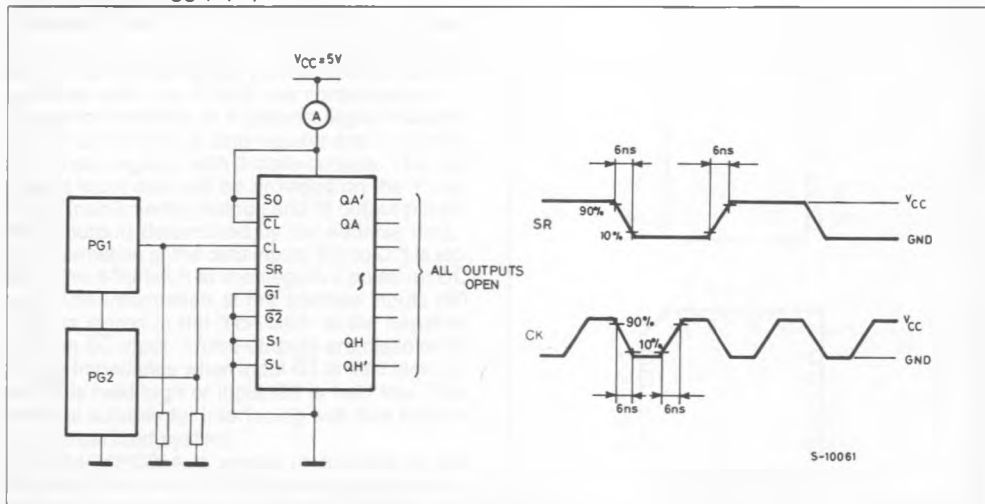 VCC = 5V
A
PG1
PG2
SO
CL
CL
SR
G1
G2
S1
SL
QA'
QA
QH
QH'
ALL OUTPUTS
OPEN
6ns
6ns
SR
90%
10%
VCC
GND
CK
90%
10%
VCC
GND
6ns
6ns
S-10061